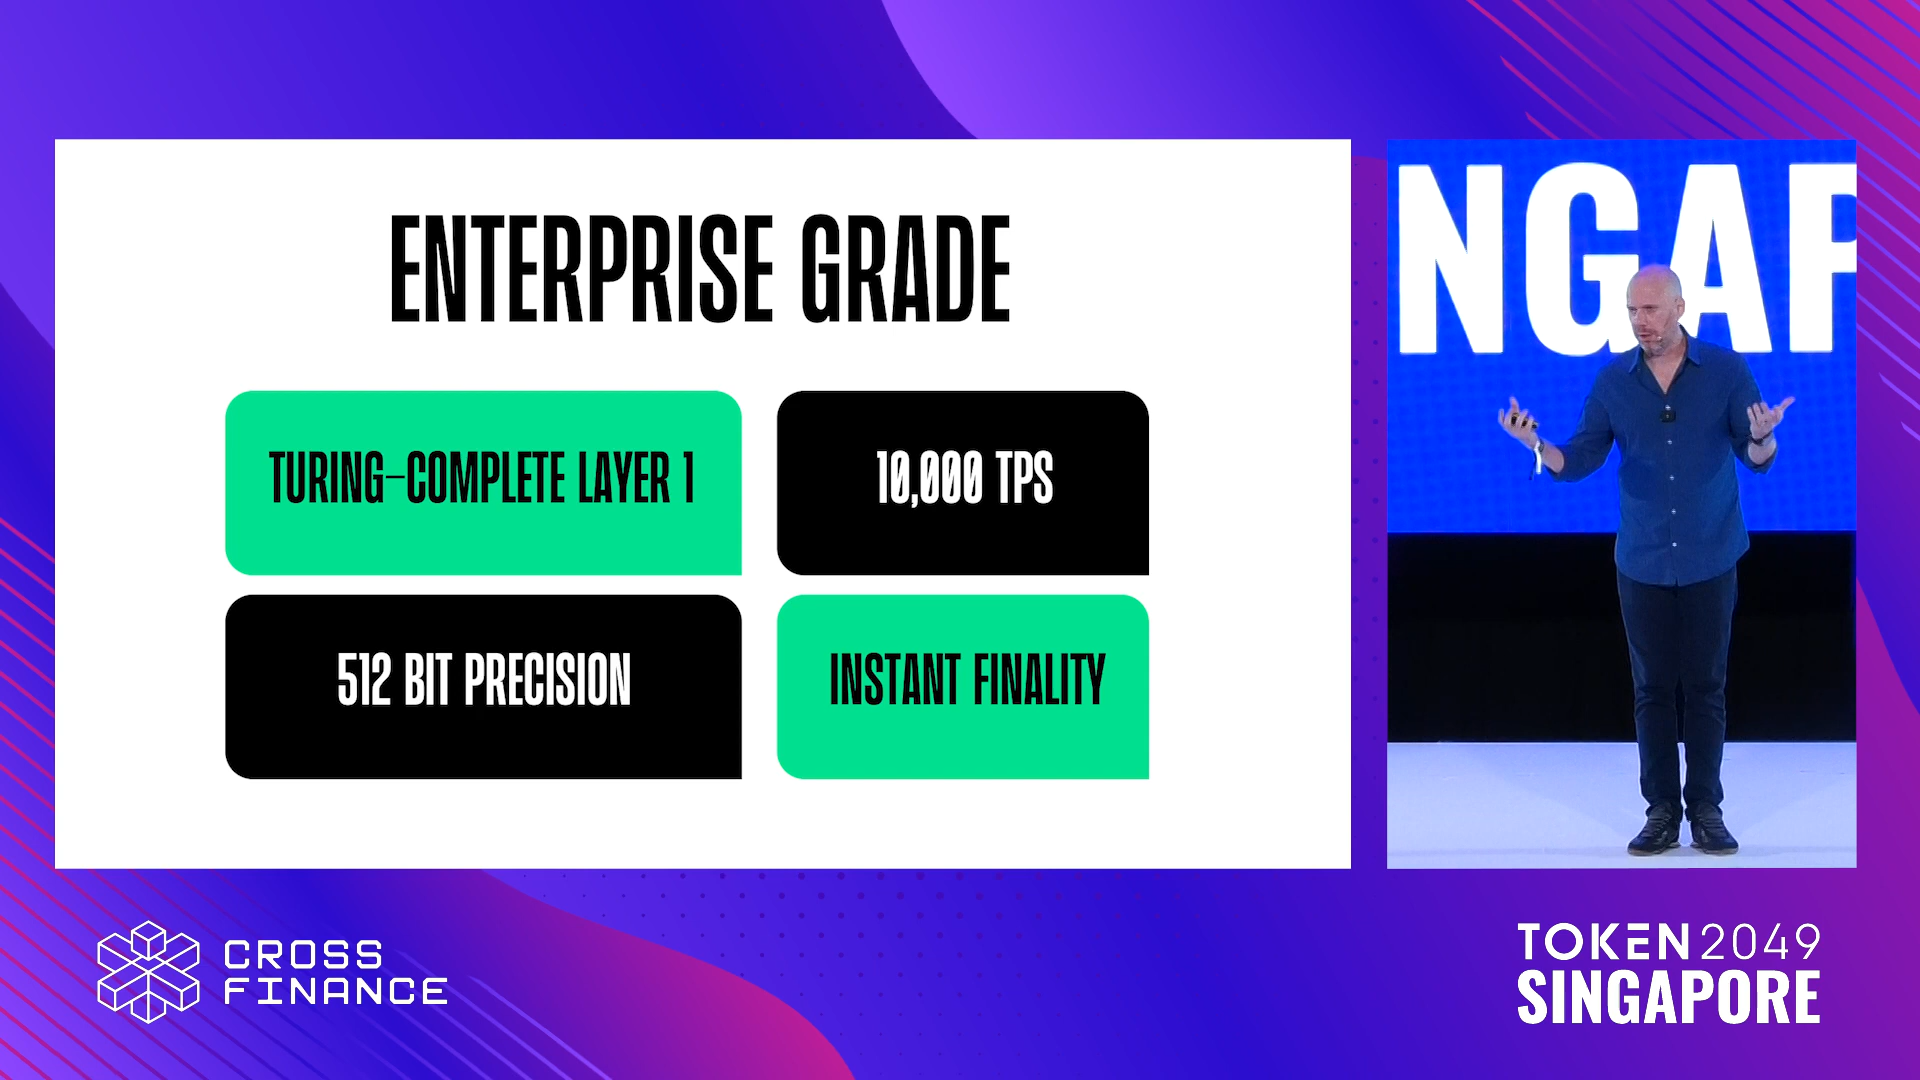 ENTERPRISE GRADE
TURING-COMPLETE LAYER 1
10,000 TPS
512 BIT PRECISION
INSTANT FINALITY
NGAP
CROSS
FINANCE
TOKEN2049
SINGAPORE